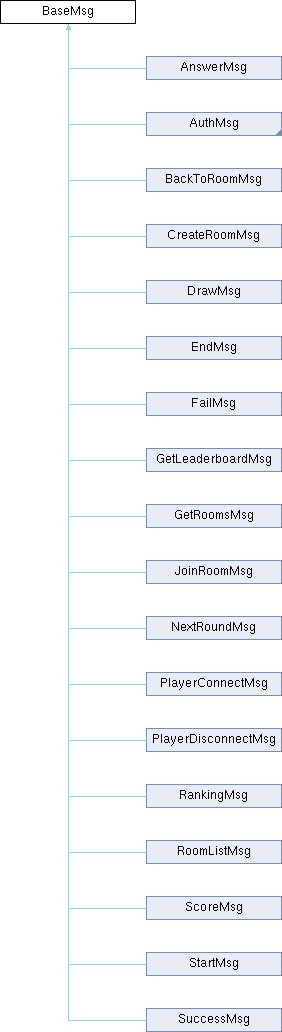 BaseMsg
AnswerMsg
AuthMsg
BackToRoomMsg
CreateRoomMsg
DrawMsg
EndMsg
FailMsg
GetLeaderboardMsg
GetRoomsMsg
JoinRoomMsg
NextRoundMsg
PlayerConnectMsg
PlayerDisconnectMsg
RankingMsg
RoomListMsg
ScoreMsg
StartMsg
SuccessMsg